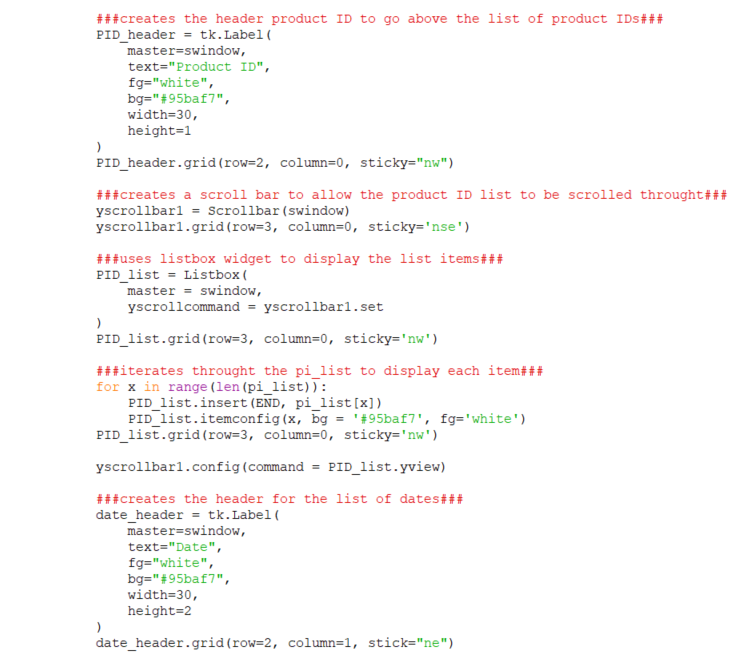 ###creates the header product ID to go above the list of product IDs###
PID_header = tk.Label(
    master=swindow,
    text="Product ID",
    fg="white",
    bg="#95baf7",
    width=30,
    height=1
)
PID_header.grid(row=2, column=0, sticky="nw")

###creates a scroll bar to allow the product ID list to be scrolled throught###
yscrollbar1 = Scrollbar(swindow)
yscrollbar1.grid(row=3, column=0, sticky='nse')

###uses listbox widget to display the list items###
PID_list = Listbox(
    master = swindow,
    yscrollcommand = yscrollbar1.set
)
PID_list.grid(row=3, column=0, sticky='nw')

###iterates throught the pi_list to display each item###
for x in range(len(pi_list)):
    PID_list.insert(END, pi_list[x])
    PID_list.itemconfig(x, bg = '#95baf7', fg='white')
PID_list.grid(row=3, column=0, sticky='nw')

yscrollbar1.config(command = PID_list.yview)

###creates the header for the list of dates###
date_header = tk.Label(
    master=swindow,
    text="Date",
    fg="white",
    bg="#95baf7",
    width=30,
    height=2
)
date_header.grid(row=2, column=1, stick="ne")